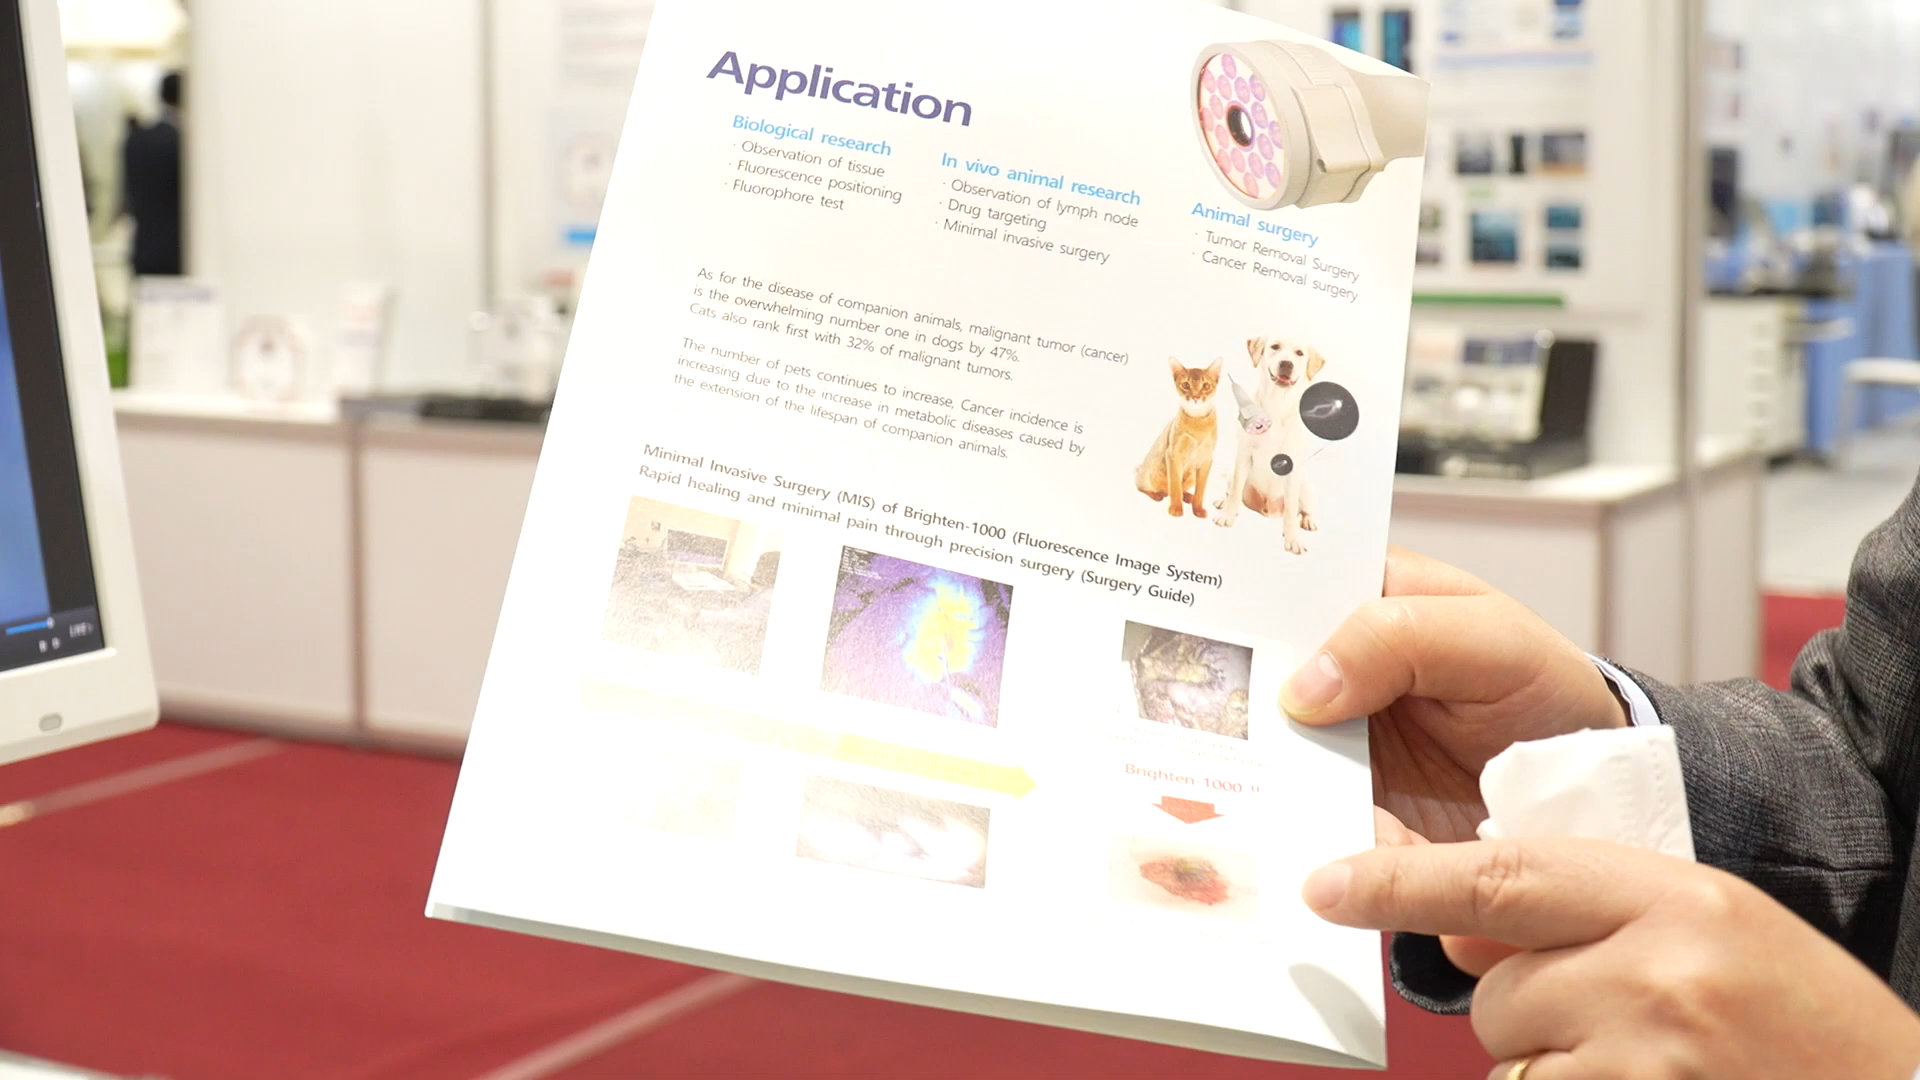 Application
Biological research
· Observation of tissue
· Fluorescence positioning
· Fluorophore test
In vivo animal research
· Observation of lymph node
· Drug targeting
· Minimal invasive surgery
Animal surgery
· Tumor Removal Surgery
· Cancer Removal surgery
As for the disease of companion animals, malignant tumor (cancer)
is the overwhelming number one in dogs by 47%.
Cats also rank first with 32% of malignant tumors.
The number of pets continues to increase, Cancer incidence is
increasing due to the increase in metabolic diseases caused by
the extension of the lifespan of companion animals.
Minimal Invasive Surgery (MIS) of Brighten-1000 (Fluorescence Image System)
Rapid healing and minimal pain through precision surgery (Surgery Guide)
Brighten-1000 !!
LIVE